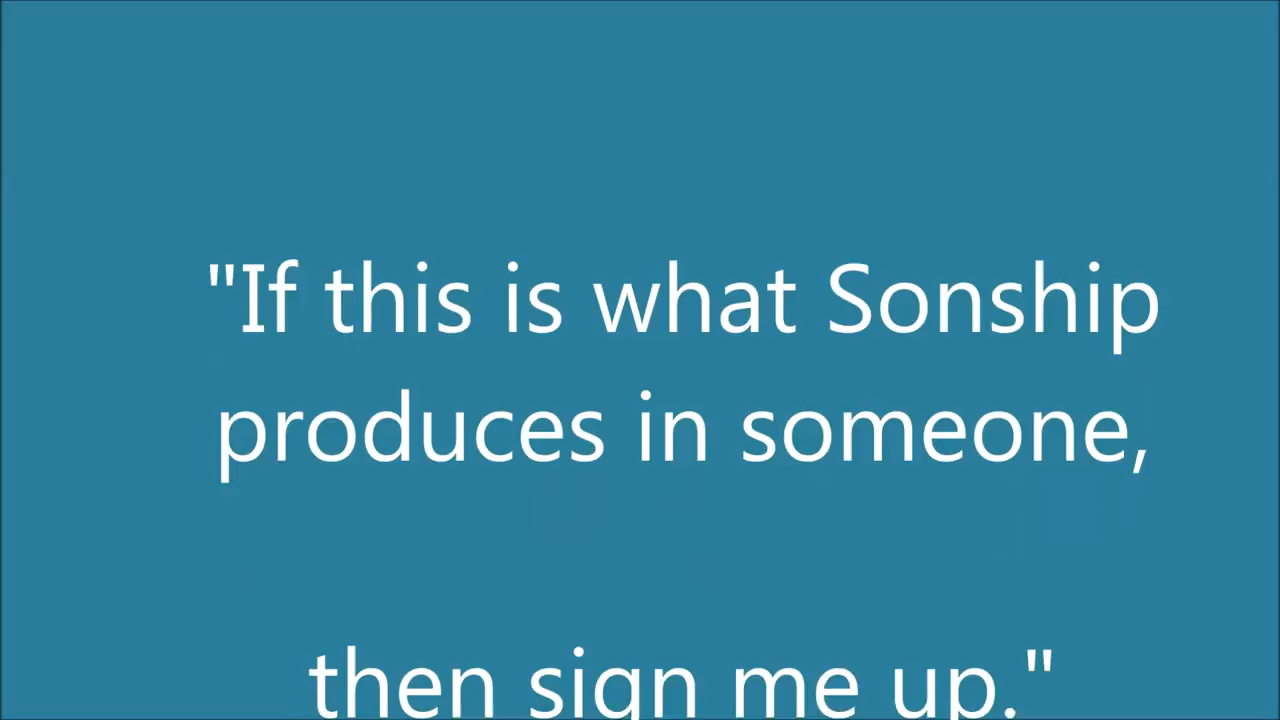 "If this is what Sonship
produces in someone,
then sign me up."